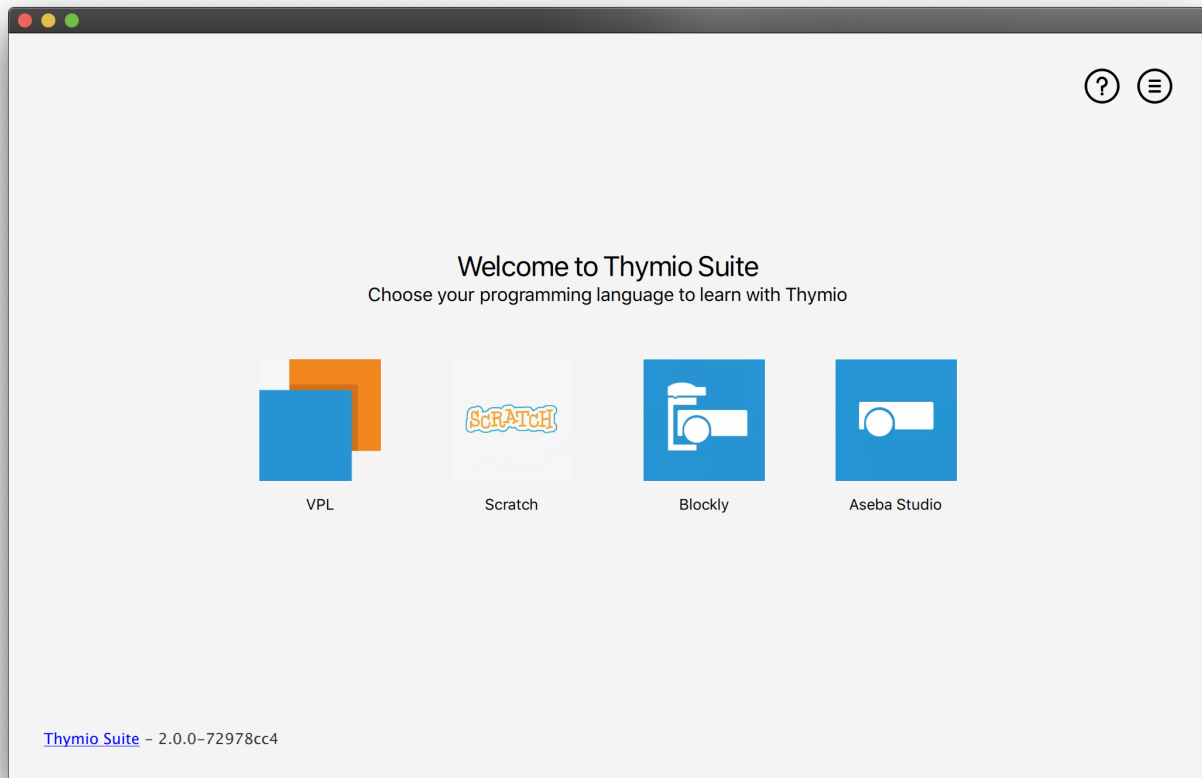 ?
Welcome to Thymio Suite
Choose your programming language to learn with Thymio
SCRATCH
VPL
Scratch
Blockly
Aseba Studio
Thymio Suite – 2.0.0-72978cc4